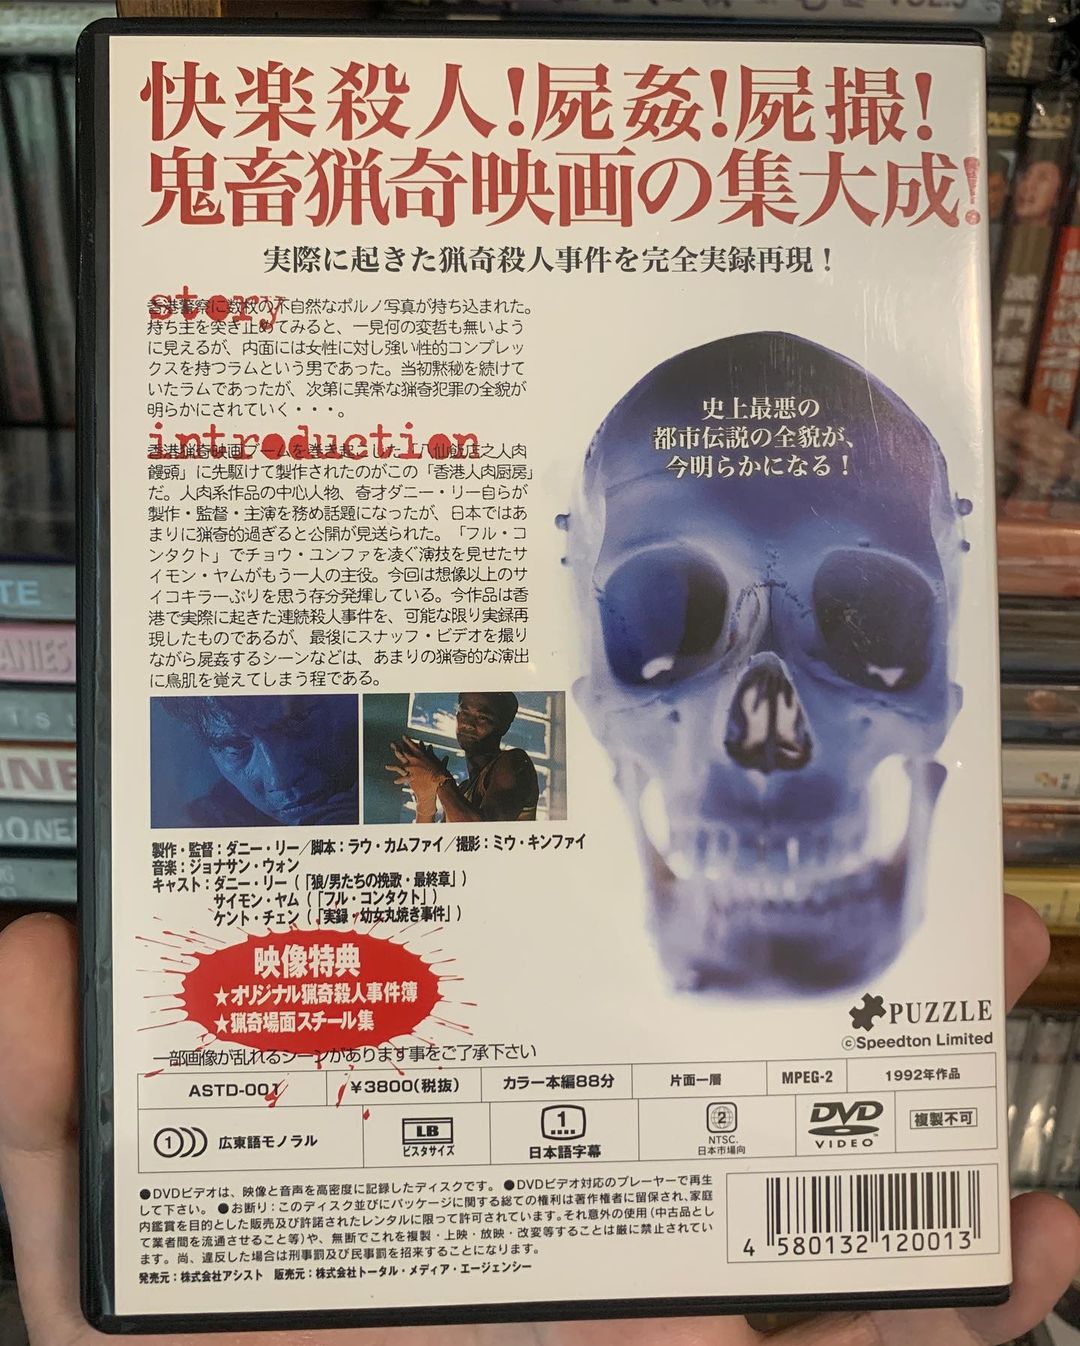 快楽殺人!屍姦!屍撮!
鬼畜猟奇映画の集大成!
実際に起きた猟奇殺人事件を完全実録再現！
story
香港警察に数枚の不自然なポルノ写真が持ち込まれた。
持ち主を突き止めてみると、一見何の変哲も無いよう
に見えるが、内面には女性に対し強い性的コンプレッ
クスを持つラムという男であった。当初黙秘を続けて
いたラムであったが、次第に異常な猟奇犯罪の全貌が
明らかにされていく・・・。
introduction
香港猟奇映画ブームを巻き起こした「八仙飯店之人肉
饅頭」に先駆けて製作されたのがこの「香港人肉厨房」
だ。人肉系作品の中心人物、奇才ダニー・リー自らが
製作・監督・主演を務め話題になったが、日本ではあ
まりに猟奇的過ぎると公開が見送られた。「フル・コ
ンタクト」でチョウ・ユンファを凌ぐ演技を見せたサ
イモン・ヤムがもう一人の主役。今回は想像以上のサ
イコキラーぶりを思う存分発揮している。今作品は香
港で実際に起きた連続殺人事件を、可能な限り実録再
現したものであるが、最後にスナッフ・ビデオを撮り
ながら屍姦するシーンなどは、あまりの猟奇的な演出
に鳥肌を覚えてしまう程である。
史上最悪の
都市伝説の全貌が、
今明らかになる！
製作・監督：ダニー・リー／脚本：ラウ・カムファイ／撮影：ミウ・キンファイ
音楽：ジョナサン・ウォン
キャスト：ダニー・リー（「狼/男たちの挽歌・最終章」）
サイモン・ヤム（「フル・コンタクト」）
ケント・チェン（「実録・幼女丸焼き事件」）
映像特典
★オリジナル猟奇殺人事件簿
★猟奇場面スチール集
一部画像が乱れるシーンがあります事をご了承下さい
PUZZLE
©Speedton Limited
ASTD-001 ¥3800(税抜) カラー本編88分 片面一層 MPEG-2 1992年作品
1 広東語モノラル LB ビスタサイズ 1 日本語字幕 2 NTSC. 日本市場向 DVD VIDEO 複製不可
●DVDビデオは、映像と音声を高密度に記録したディスクです。●DVDビデオ対応のプレーヤーで再生
して下さい。●お断り：このディスク並びにパッケージに関する総ての権利は著作権者に留保され、家庭
内鑑賞を目的とした販売及び許諾されたレンタルに限って許可されています。それ意外の使用（中古品とし
て業者間を流通させること等）や、無断でこれを複製・上映・放映・改変等することは厳に禁止されてい
ます。尚、違反した場合は刑事罰及び民事罰を招来することになります。
発売元：株式会社アシスト 販売元：株式会社トータル・メディア・エージェンシー
4 580132 120013